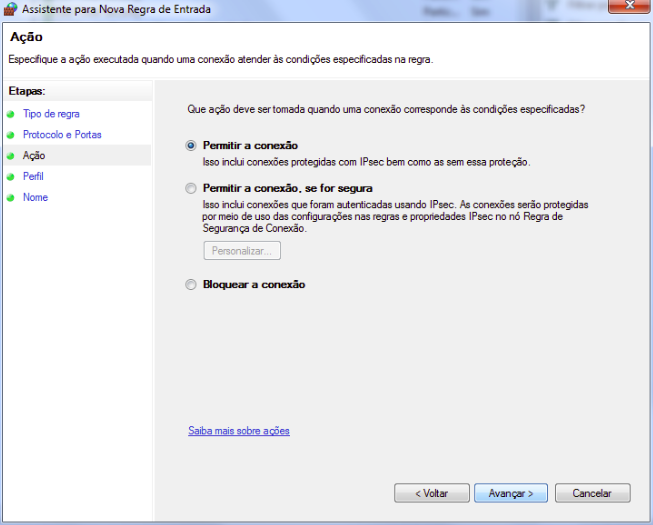 Assistente para Nova Regra de Entrada
Ação
Especifique a ação executada quando uma conexão atender às condições especificadas na regra.
Etapas:
Tipo de regra
Protocolo e Portas
Ação
Perfil
Nome
Que ação deve ser tomada quando uma conexão corresponde às condições especificadas?
Permitir a conexão
Isso inclui conexões protegidas com IPsec bem como as sem essa proteção.
Permitir a conexão, se for segura
Isso inclui conexões que foram autenticadas usando IPsec. As conexões serão protegidas
por meio de uso das configurações nas regras e propriedades IPsec no nó Regra de
Segurança de Conexão.
Personalizar...
Bloquear a conexão
Saiba mais sobre ações
< Voltar
Avançar >
Cancelar